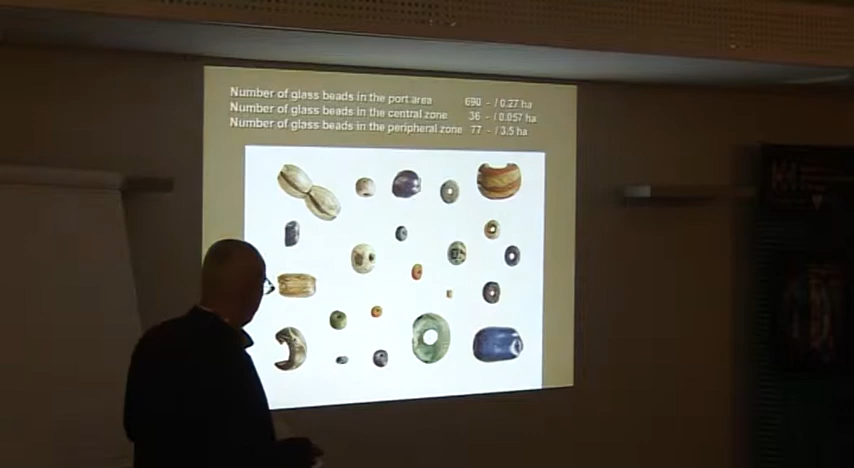 Number of glass beads in the port area 690 - / 0.27 ha
Number of glass beads in the central zone 36 - / 0.057 ha
Number of glass beads in the peripheral zone 77 - / 3.5 ha